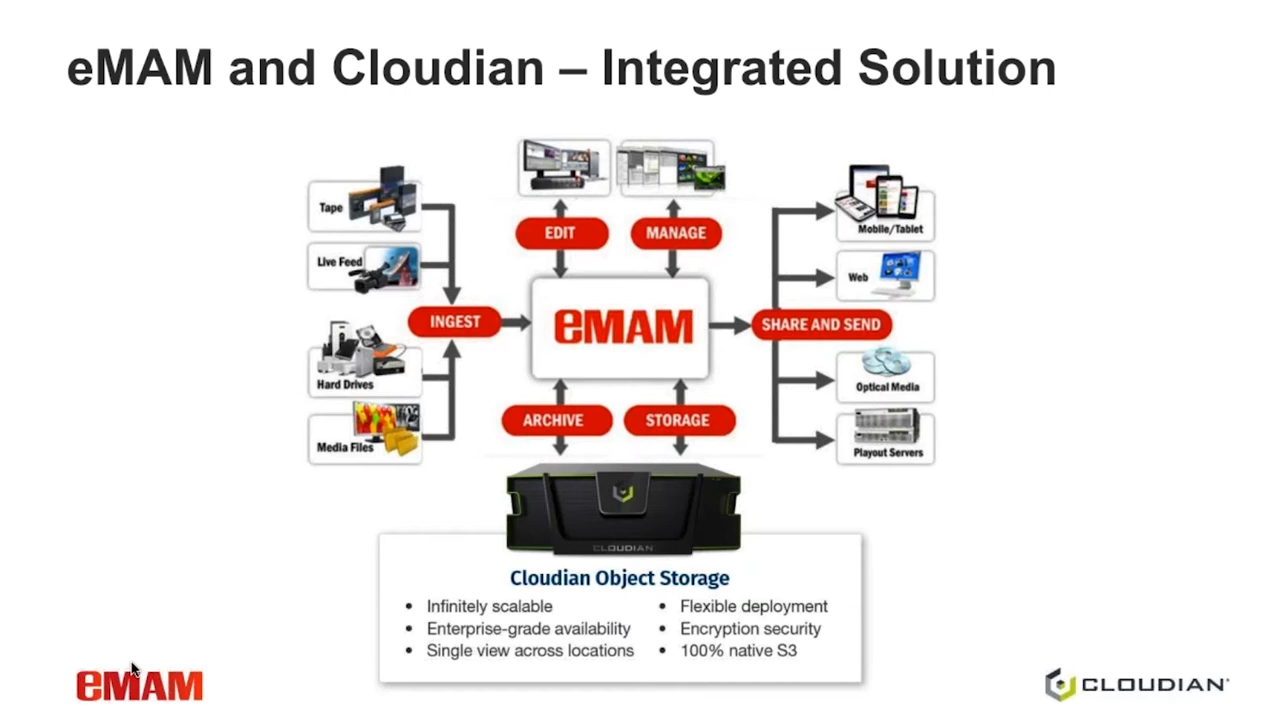 eMAM and Cloudian – Integrated Solution
Tape
Live Feed
Hard Drives
Media Files
INGEST
EDIT
MANAGE
eMAM
ARCHIVE
STORAGE
SHARE AND SEND
Mobile/Tablet
Web
Optical Media
Playout Servers
CLOUDIAN
Cloudian Object Storage
• Infinitely scalable
• Enterprise-grade availability
• Single view across locations
• Flexible deployment
• Encryption security
• 100% native S3
eMAM
CLOUDIAN